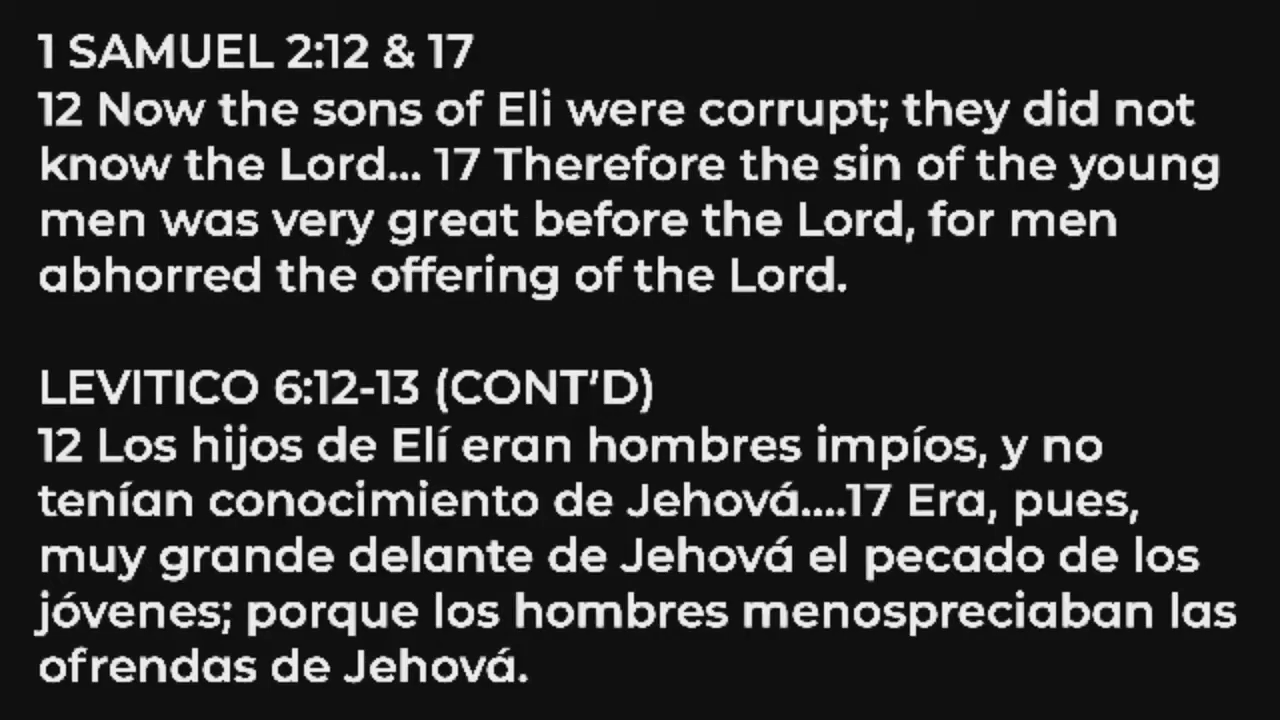 1 SAMUEL 2:12 & 17
12 Now the sons of Eli were corrupt; they did not
know the Lord... 17 Therefore the sin of the young
men was very great before the Lord, for men
abhorred the offering of the Lord.
LEVITICO 6:12-13 (CONT'D)
12 Los hijos de Elí eran hombres impíos, y no
tenían conocimiento de Jehová....17 Era, pues,
muy grande delante de Jehová el pecado de los
jóvenes; porque los hombres menospreciaban las
ofrendas de Jehová.